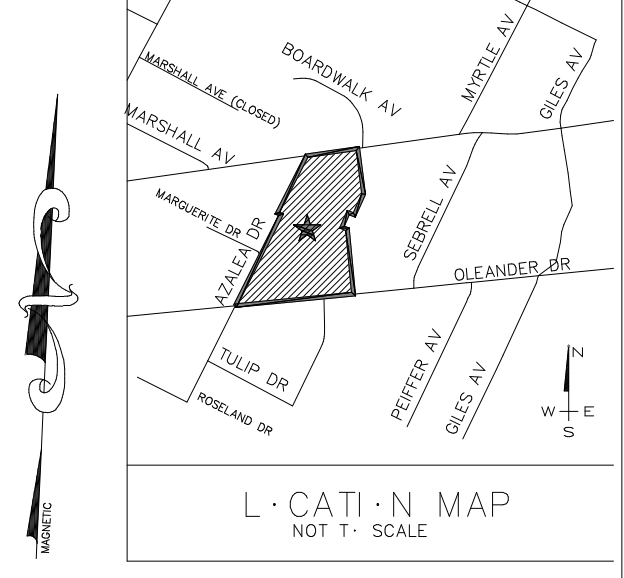 MYRTLE AV
BOARDWALK AV
GILES AV
MARSHALL AVE (CLOSED)
MARSHALL AV
MARGUERITE DR
AZALEA DR
SEBRELL AV
OLEANDER DR
TULIP DR
ROSELAND DR
PEIFFER AV
GILES AV
N
W E
S
MAGNETIC
L·CATI·N MAP
NOT T· SCALE